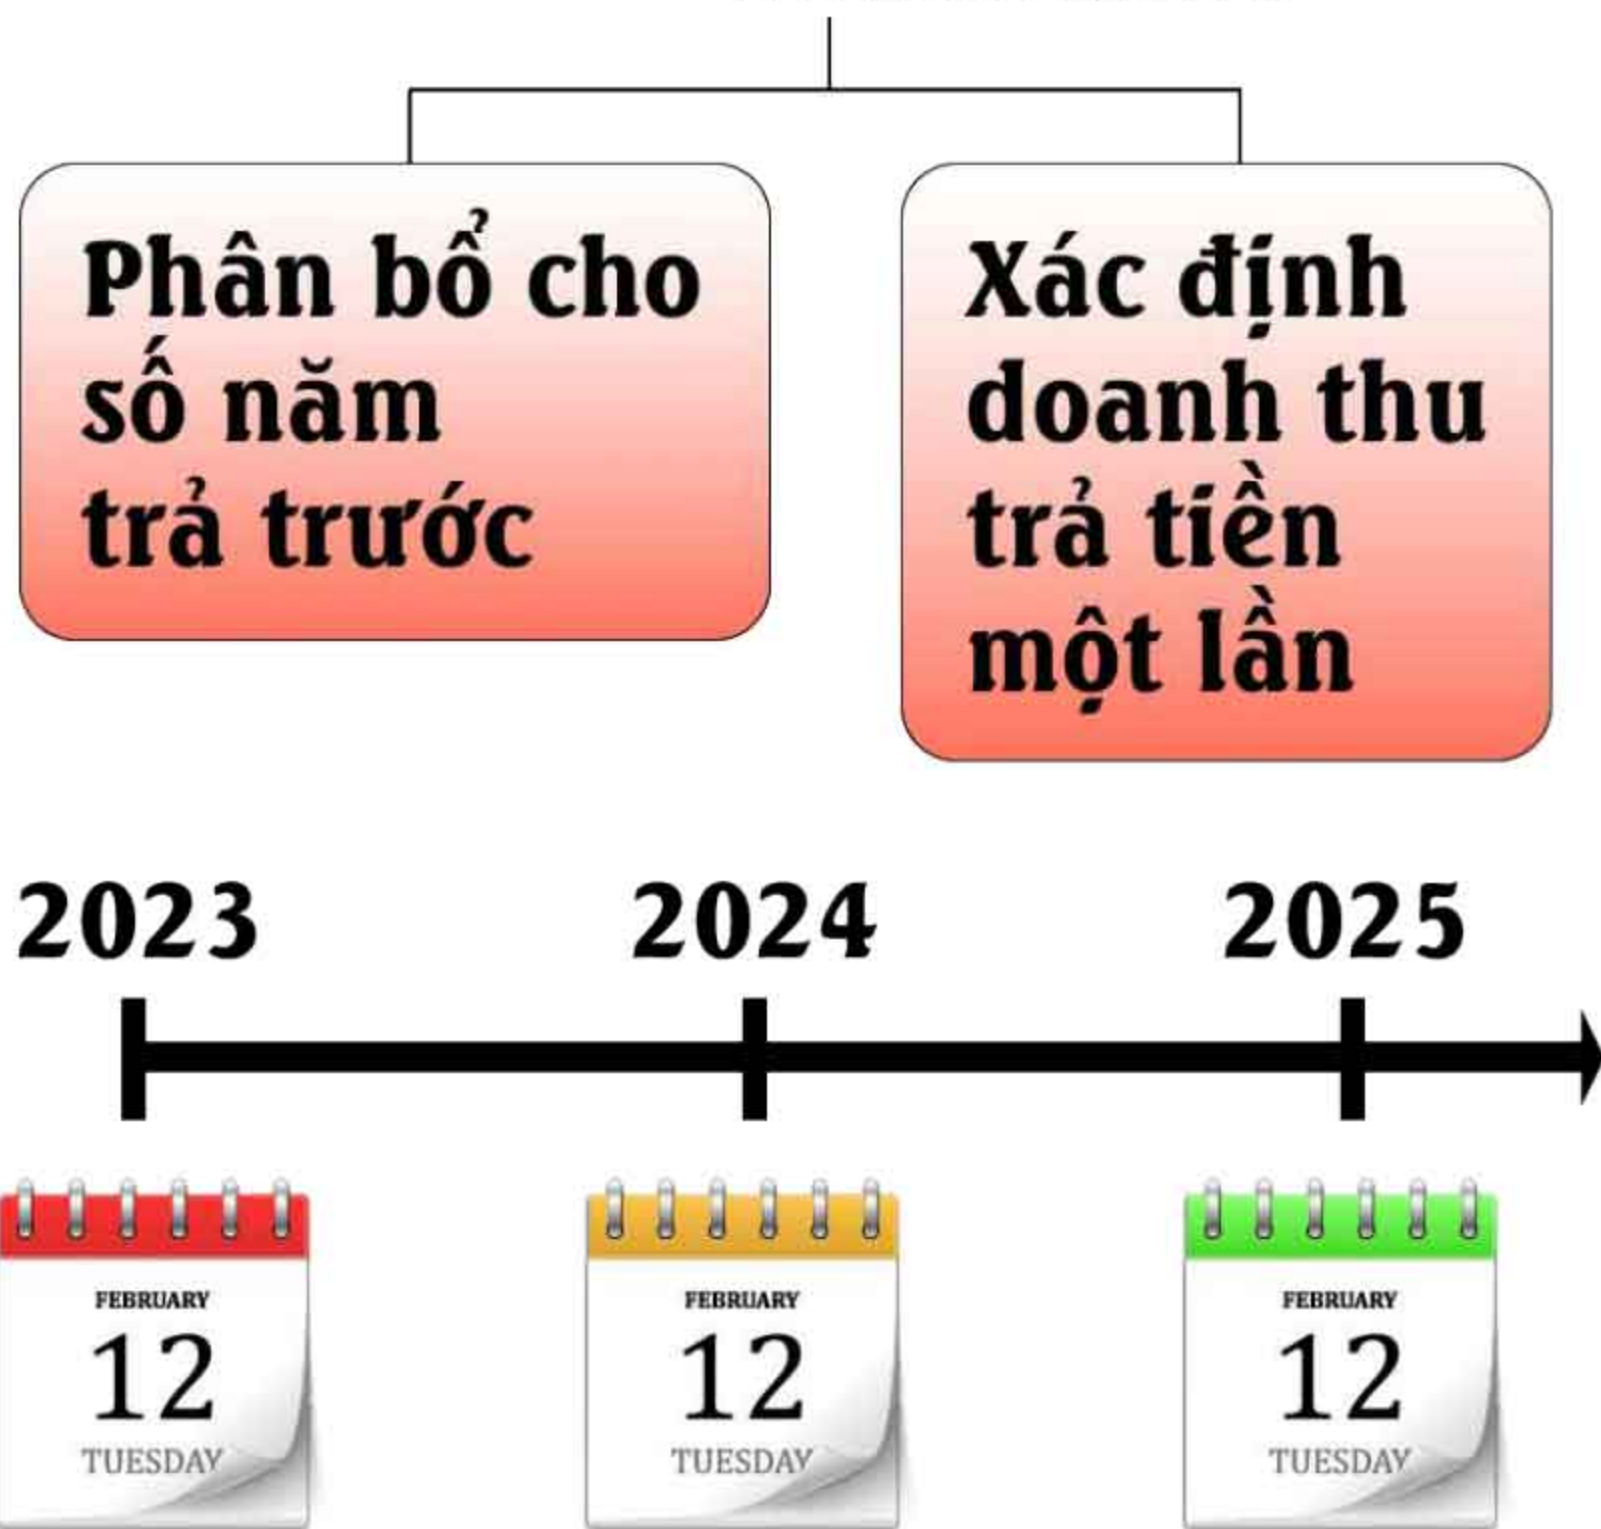 Phân bổ cho
số năm
trả trước
Xác định
doanh thu
trả tiền
một lần
2023
2024
2025
FEBRUARY
12
TUESDAY
FEBRUARY
12
TUESDAY
FEBRUARY
12
TUESDAY